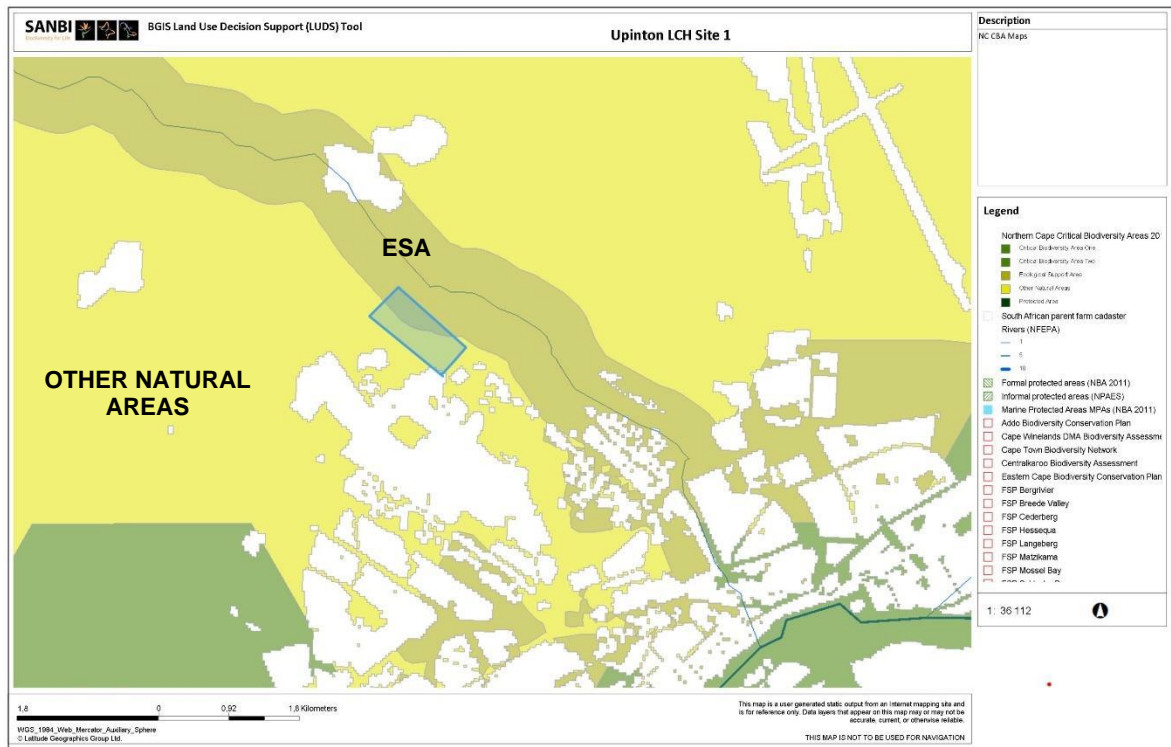 SANBI
Biodiversity for Life
BGIS Land Use Decision Support (LUDS) Tool
Upinton LCH Site 1
Description
NC CBA Maps
ESA
OTHER NATURAL
AREAS
Legend
Northern Cape Critical Biodiversity Areas 20
Critical Biodiversity Area One
Critical Biodiversity Area Two
Ecological Support Area
Other Natural Areas
Protected Area
South African parent farm cadaster
Rivers (NFEPA)
1
5
10
Formal protected areas (NBA 2011)
Informal protected areas (NPAES)
Marine Protected Areas MPAs (NBA 2011)
Addo Biodiversity Conservation Plan
Cape Winelands DMA Biodiversity Assessme
Cape Town Biodiversity Network
Centralkaroo Biodiversity Assessment
Eastern Cape Biodiversity Conservation Plan
FSP Bergrivier
FSP Breede Valley
FSP Cederberg
FSP Hessequa
FSP Langeberg
FSP Matzikama
FSP Mossel Bay
1: 36 112
1,8 0 0,92 1,8 Kilometers
WGS_1984_Web_Mercator_Auxiliary_Sphere
© Latitude Geographics Group Ltd.
This map is a user generated static output from an Internet mapping site and
is for reference only. Data layers that appear on this map may or may not be
accurate, current, or otherwise reliable.
THIS MAP IS NOT TO BE USED FOR NAVIGATION